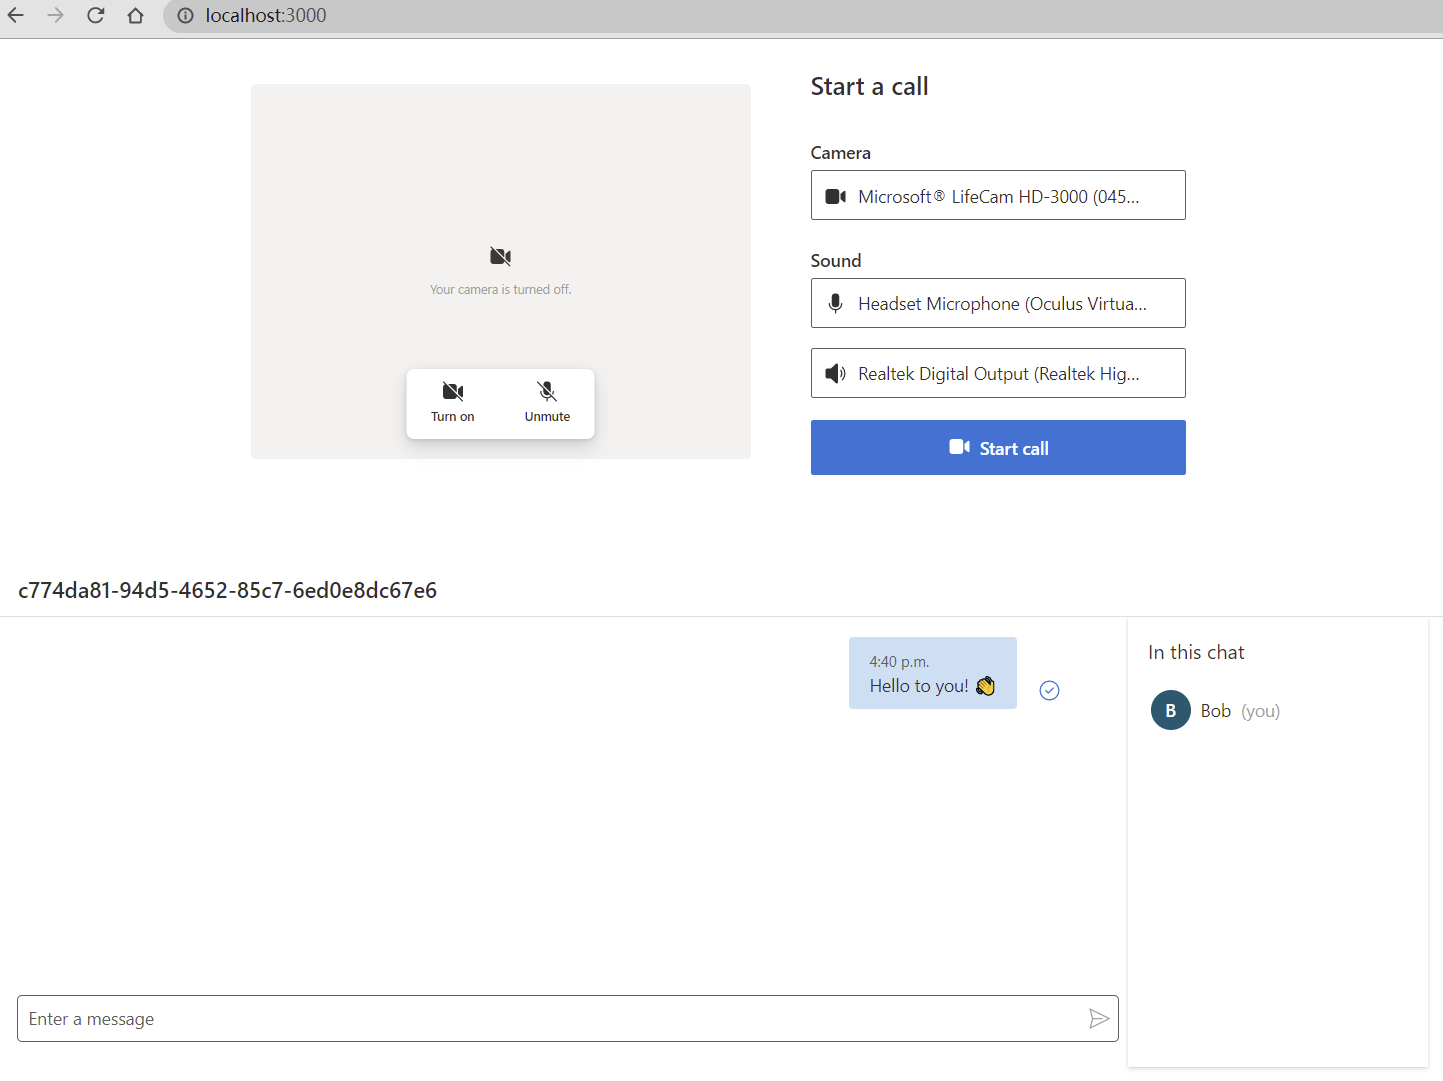 localhost:3000
Start a call
Camera
Microsoft® LifeCam HD-3000 (045...
Sound
Headset Microphone (Oculus Virtua...
Realtek Digital Output (Realtek Hig...
Start call
Your camera is turned off.
Turn on
Unmute
c774da81-94d5-4652-85c7-6ed0e8dc67e6
4:40 p.m.
Hello to you! 👋
In this chat
B
Bob (you)
Enter a message